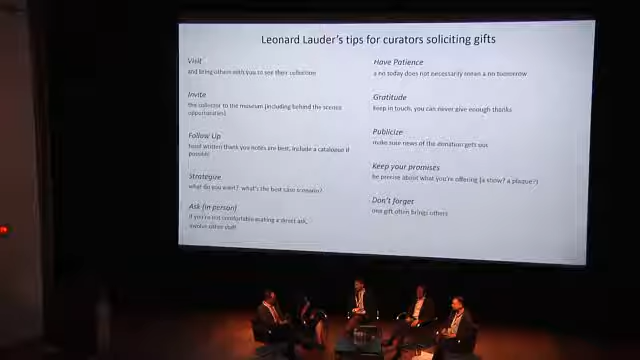 Leonard Lauder's tips for curators soliciting gifts
Visit
and bring others with you to see their collections
Invite
the collector to the museum (including behind the scenes
opportunities)
Follow Up
hand written thank you notes are best, include a catalogue if
possible
Strategize
what do you want? what's the best case scenario?
Ask (in person)
if you're not comfortable making a direct ask,
involve other staff
Have Patience
a no today does not necessarily mean a no tomorrow
Gratitude
keep in touch, you can never give enough thanks
Publicize
make sure news of the donation gets out
Keep your promises
be precise about what you're offering (a show? a plaque?)
Don't forget
one gift often brings others